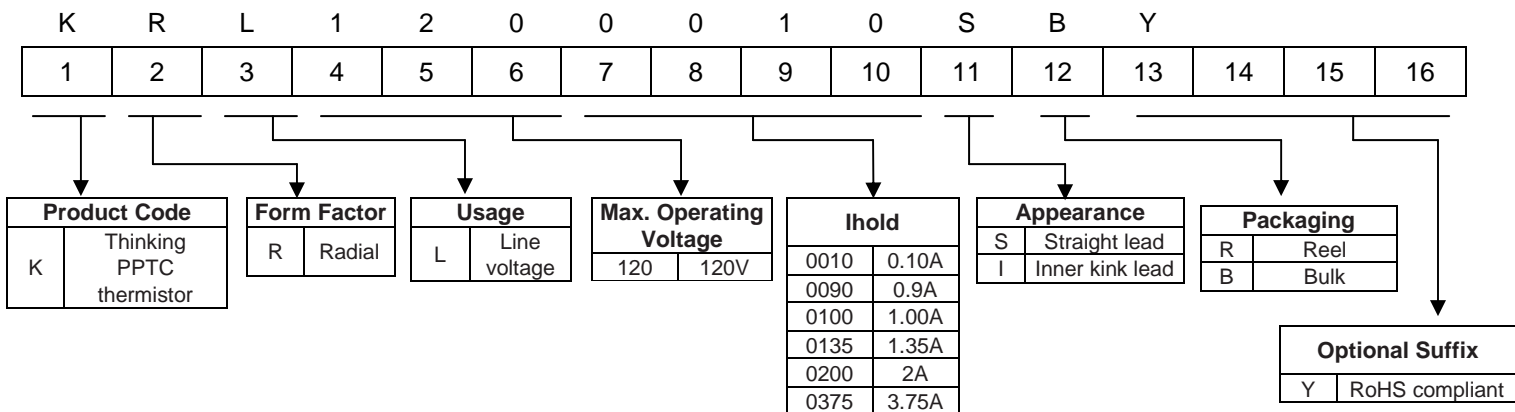 K R L 1 2 0 0 0 1 0 S B Y
1 2 3 4 5 6 7 8 9 10 11 12 13 14 15 16
Product Code
K Thinking PPTC thermistor
Form Factor
R Radial
Usage
L Line voltage
Max. Operating Voltage
120 120V
Ihold
0010 0.10A
0090 0.9A
0100 1.00A
0135 1.35A
0200 2A
0375 3.75A
Appearance
S Straight lead
I Inner kink lead
Packaging
R Reel
B Bulk
Optional Suffix
Y RoHS compliant